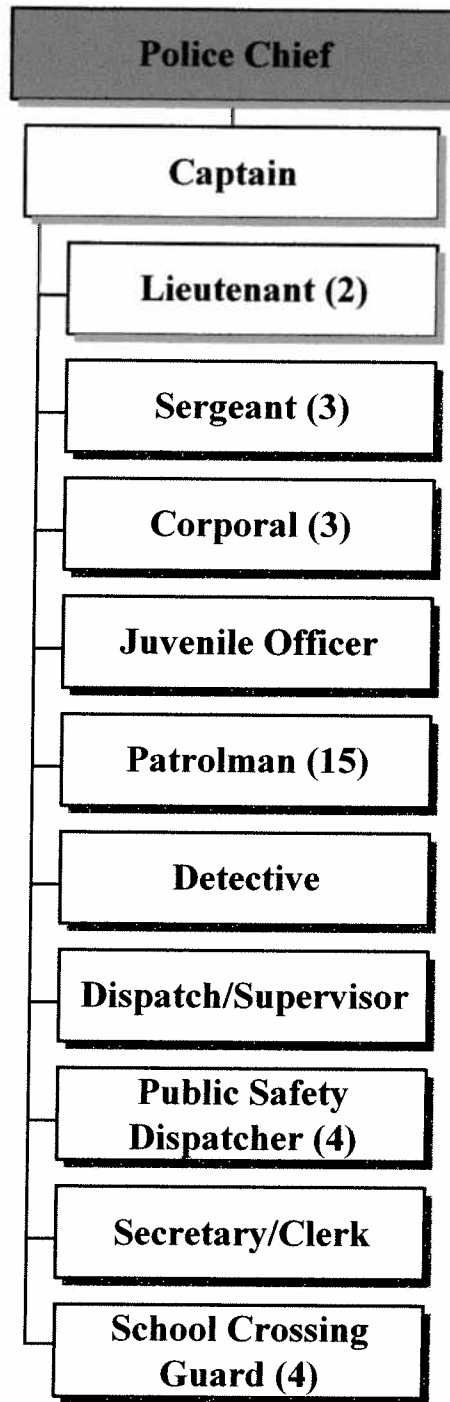 Police Chief
Captain
Lieutenant (2)
Sergeant (3)
Corporal (3)
Juvenile Officer
Patrolman (15)
Detective
Dispatch/Supervisor
Public Safety
Dispatcher (4)
Secretary/Clerk
School Crossing
Guard (4)